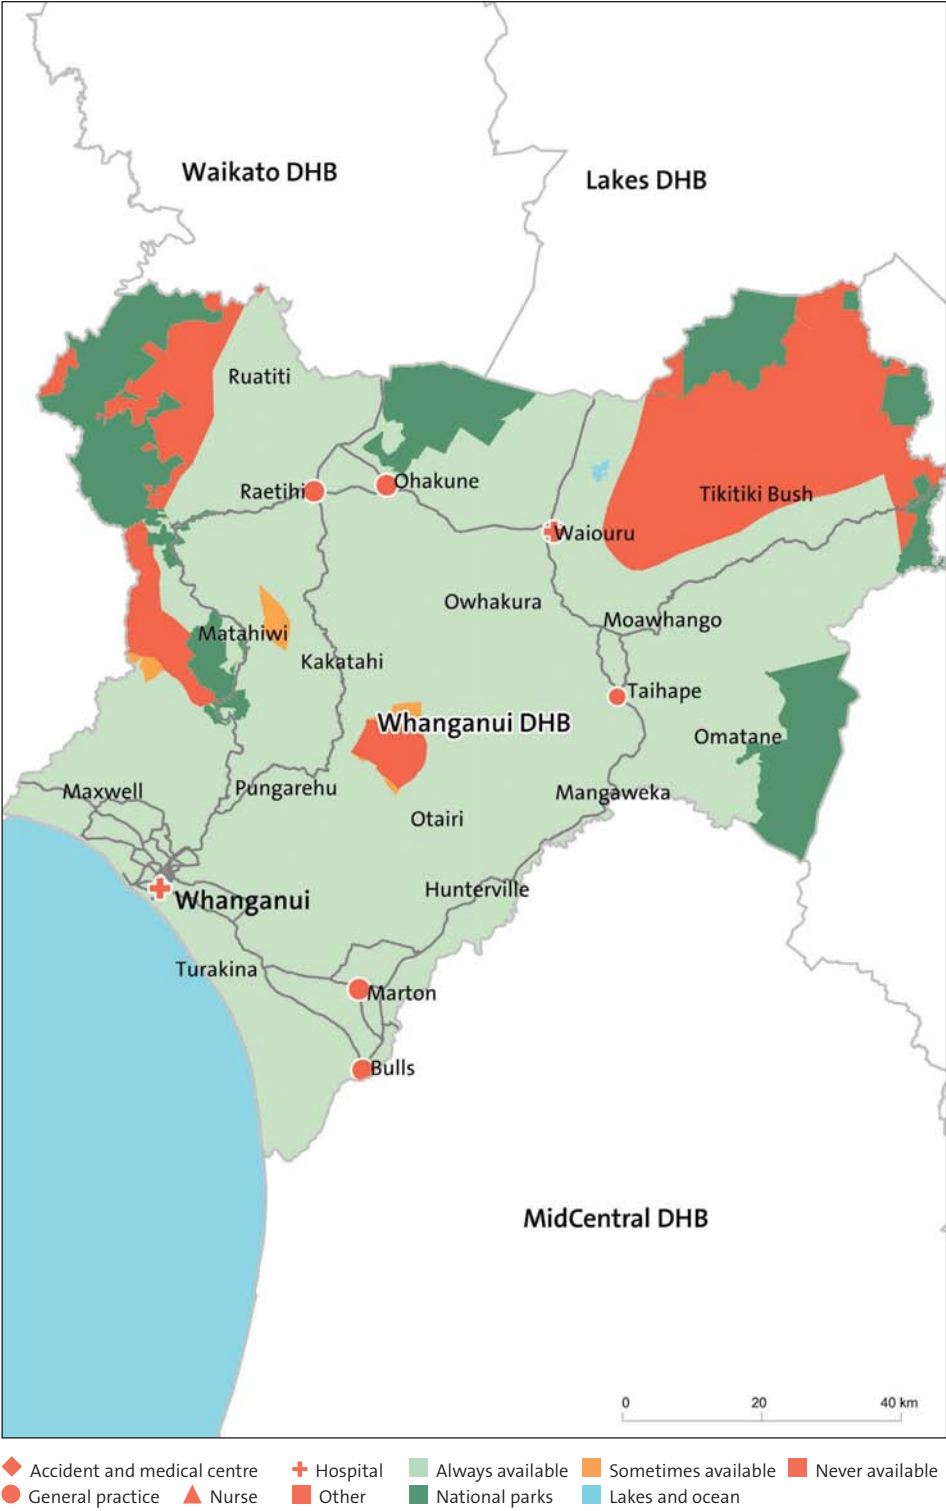 Waikato DHB
Lakes DHB
Ruatiti
Raetihi
Ohakune
Tikitiki Bush
Waiouru
Owhakura
Moawhango
Matahiwi
Kakatahi
Taihape
Whanganui DHB
Omatane
Maxwell
Pungarehu
Mangaweka
Otairi
Hunterville
Whanganui
Turakina
Marton
Bulls
MidCentral DHB
0 20 40 km
Accident and medical centre Hospital Always available Sometimes available Never available
General practice Nurse Other National parks Lakes and ocean